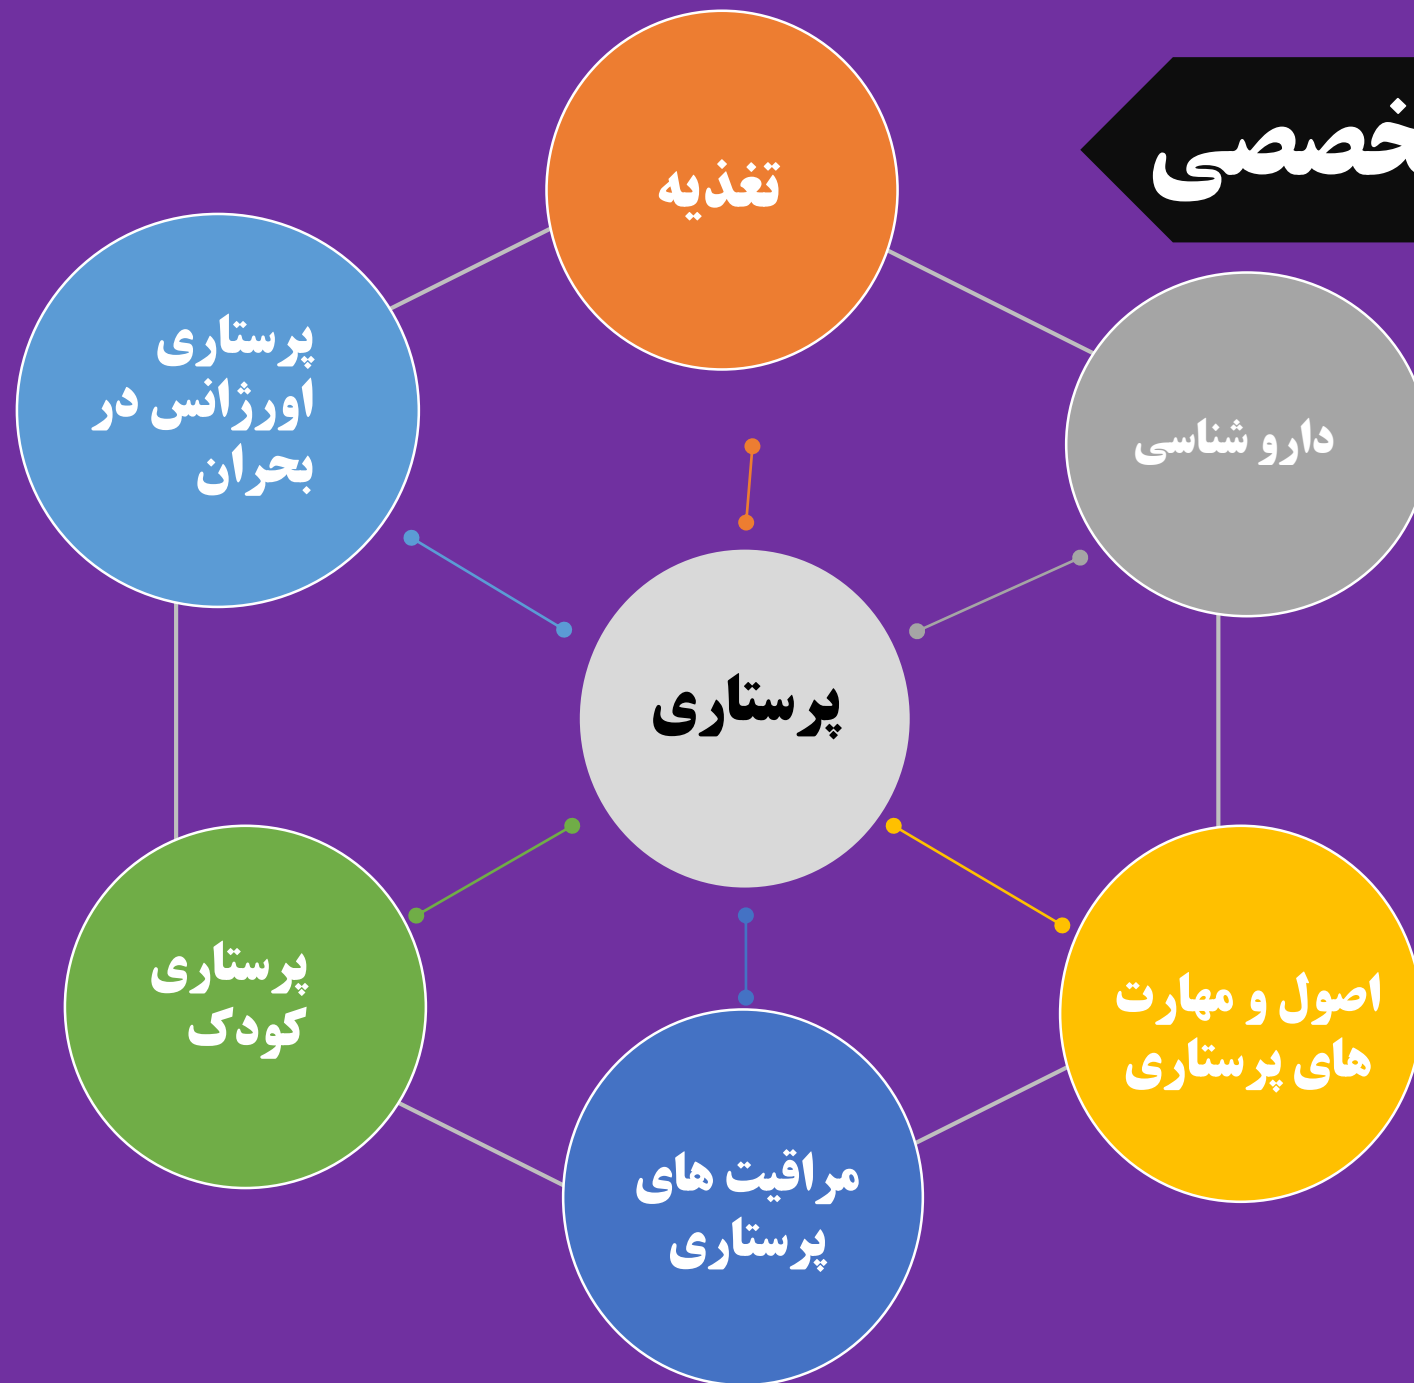 خصصی
تغذیه
دارو شناسی
پرستاری
اورژانس در
بحران
پرستاری
اصول و مهارت
های پرستاری
پرستاری
کودک
مراقیت های
پرستاری